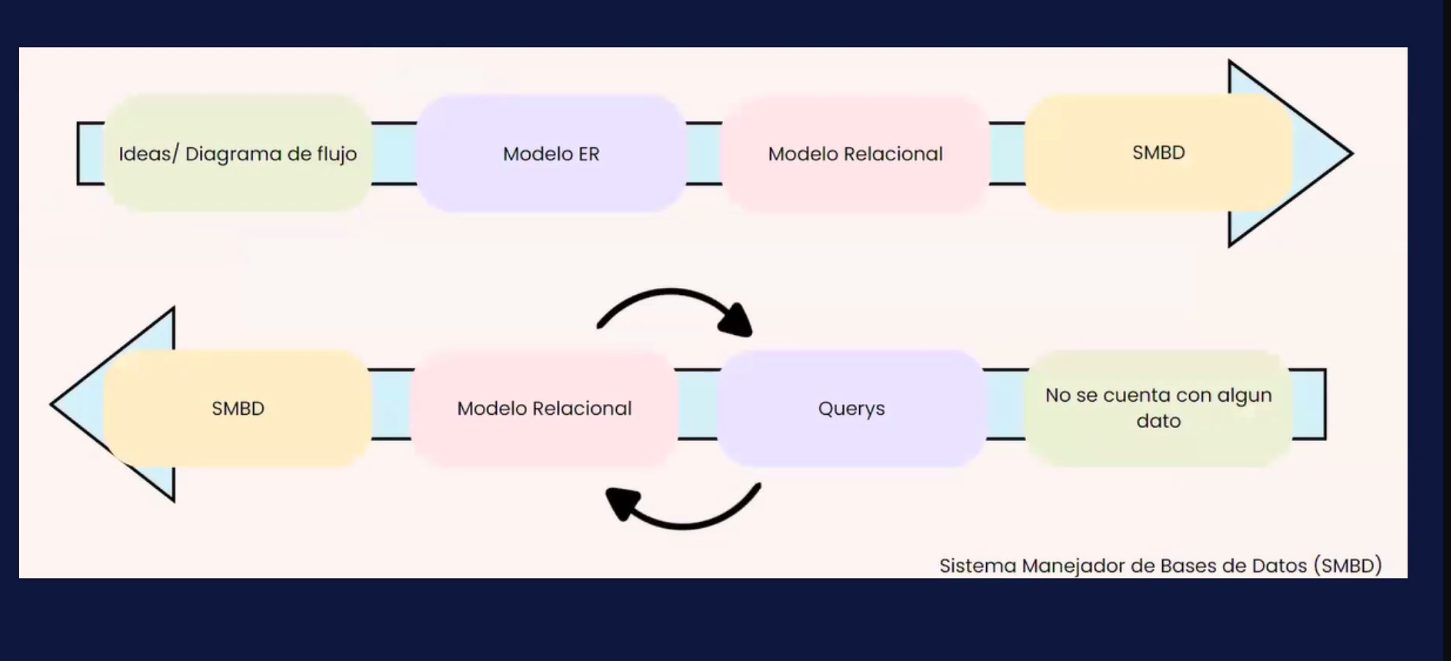 Ideas/ Diagrama de flujo
Modelo ER
Modelo Relacional
SMBD
SMBD
Modelo Relacional
Querys
No se cuenta con algun
dato
Sistema Manejador de Bases de Datos (SMBD)